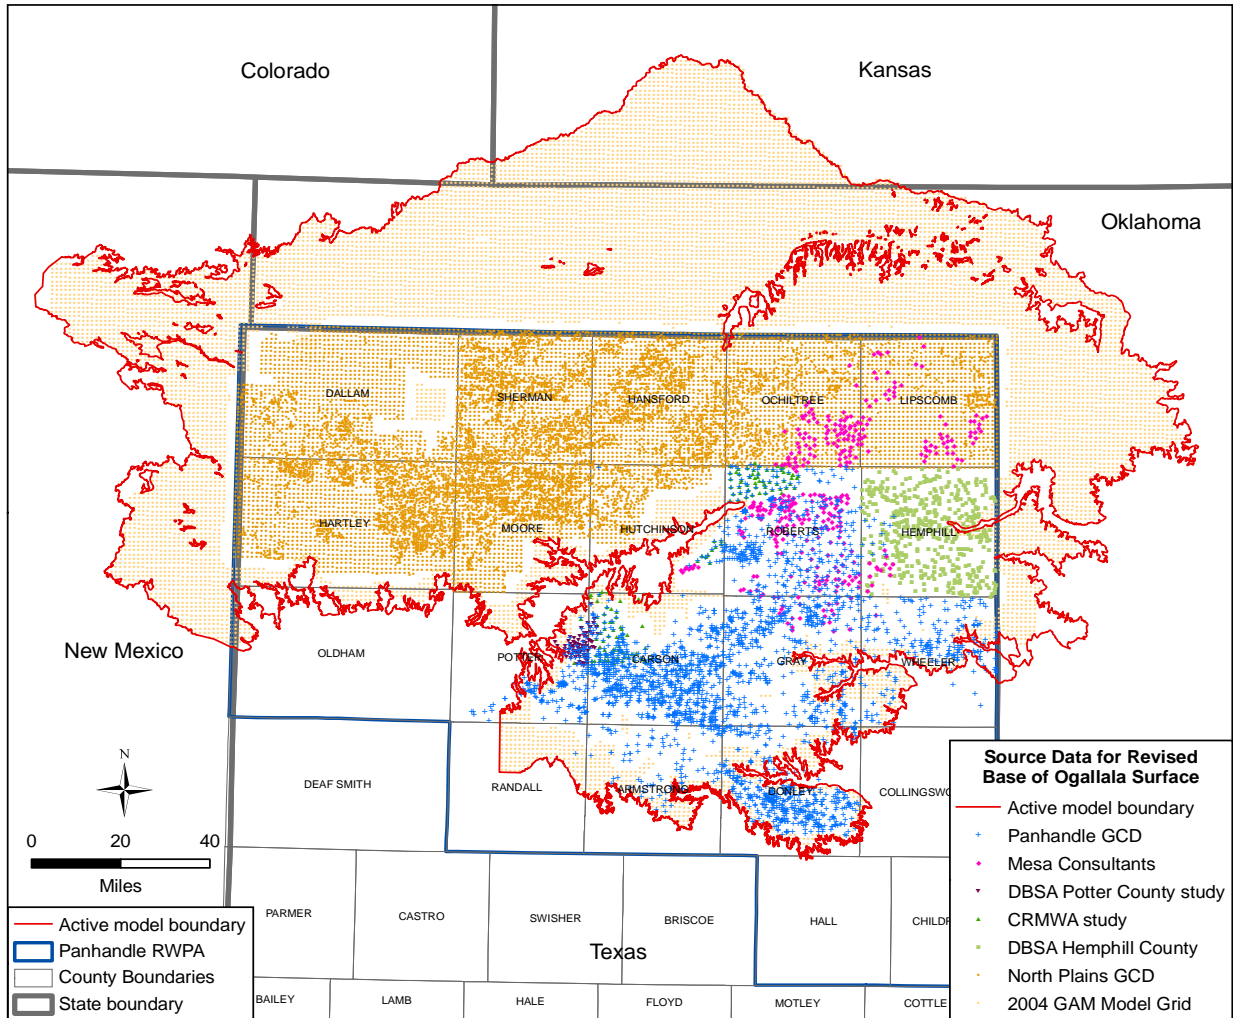 Colorado
Kansas
Oklahoma
DALLAM
SHERMAN
HANSFORD
OCHILTREE
LIPSCOMB
HARTLEY
MOORE
HUTCHINSON
ROBERTS
HEMPHILL
New Mexico
OLDHAM
POTTER
CARSON
GRAY
WHEELER
N
DEAF SMITH
RANDALL
ARMSTRONG
DONLEY
COLLINGSWO
0 20 40
Miles
PARMER
CASTRO
SWISHER
BRISCOE
HALL
CHILDR
Texas
BAILEY
LAMB
HALE
FLOYD
MOTLEY
COTTLE
Active model boundary
Panhandle RWPA
County Boundaries
State boundary
Source Data for Revised
Base of Ogallala Surface
Active model boundary
Panhandle GCD
Mesa Consultants
DBSA Potter County study
CRMWA study
DBSA Hemphill County
North Plains GCD
2004 GAM Model Grid